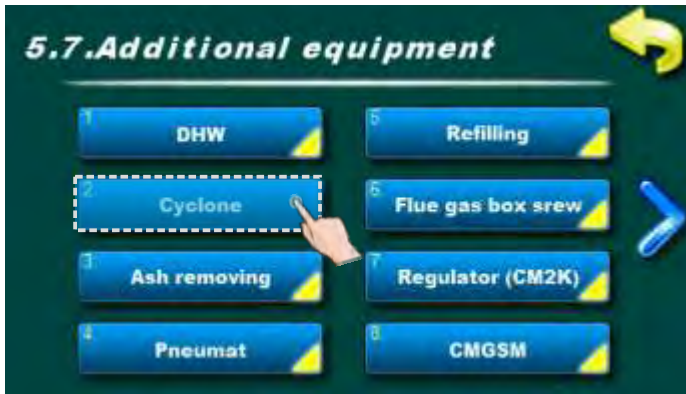 5.7.Additional equipment
1
DHW
2
Cyclone
3
Ash removing
4
Pneumat
5
Refilling
6
Flue gas box srew
7
Regulator (CM2K)
8
CMGSM